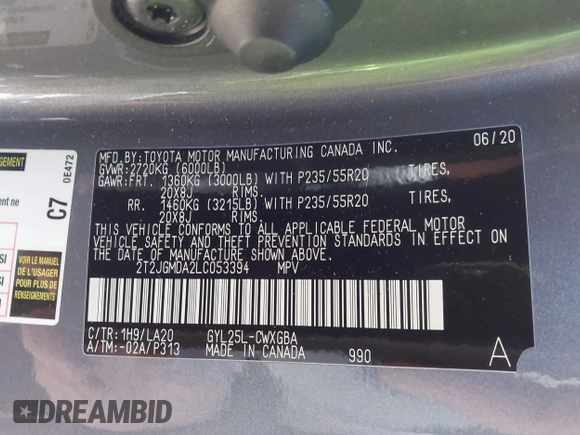 MFD.BY:TOYOTA MOTOR MANUFACTURING CANADA INC. 06/20
GVWR:2720KG (6000LB)
GAWR:FRT. 1360KG (3000LB) WITH P235/55R20 TIRES,
20X8J RIMS.
RR. 1460KG (3215LB) WITH P235/55R20 TIRES,
20X8J RIMS.
THIS VEHICLE CONFORMS TO ALL APPLICABLE FEDERAL MOTOR
VEHICLE SAFETY AND THEFT PREVENTION STANDARDS IN EFFECT ON
THE DATE OF MANUFACTURE SHOWN ABOVE.
2T2JGMDA2LC053394 MPV
C/TR: 1H9/LA20 GYL25L-CWXGBA
A/TM:-02A/P313 MADE IN CANADA 990 A
C7
0E472
VOIR LE MANUEL
DE L'USAGER
POUR PLUS DE
RENSEIGNEMENTS
DREAMBID